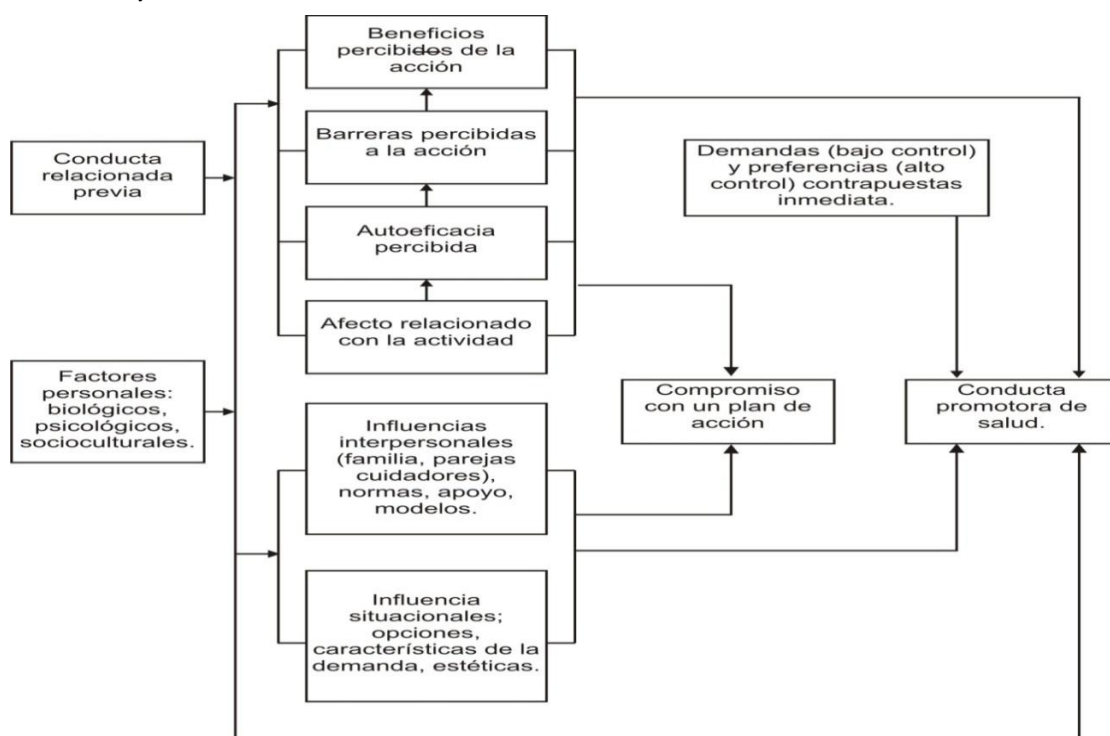 Beneficios
percibidos de la
acción
Barreras percibidas
a la acción
Conducta
relacionada
previa
Demandas (bajo control)
y preferencias (alto
control) contrapuestas
inmediata.
Autoeficacia
percibida
Afecto relacionado
con la actividad
Factores
personales:
biológicos,
psicológicos,
socioculturales.
Compromiso
con un plan de
acción
Conducta
promotora de
salud.
Influencias
interpersonales
(familia, parejas
cuidadores),
normas, apoyo,
modelos.
Influencia
situacionales;
opciones,
características de la
demanda, estéticas.